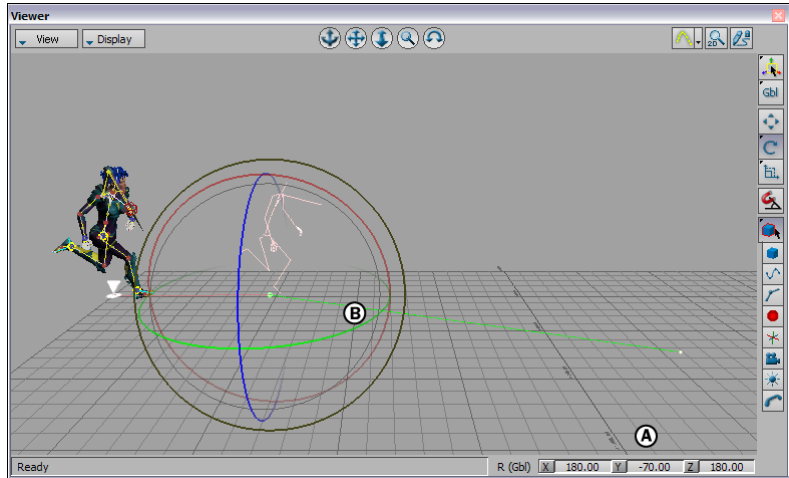 Viewer
View
Display
2D
Gbl
B
A
Ready
R (Gbl) X 180.00 Y -70.00 Z 180.00